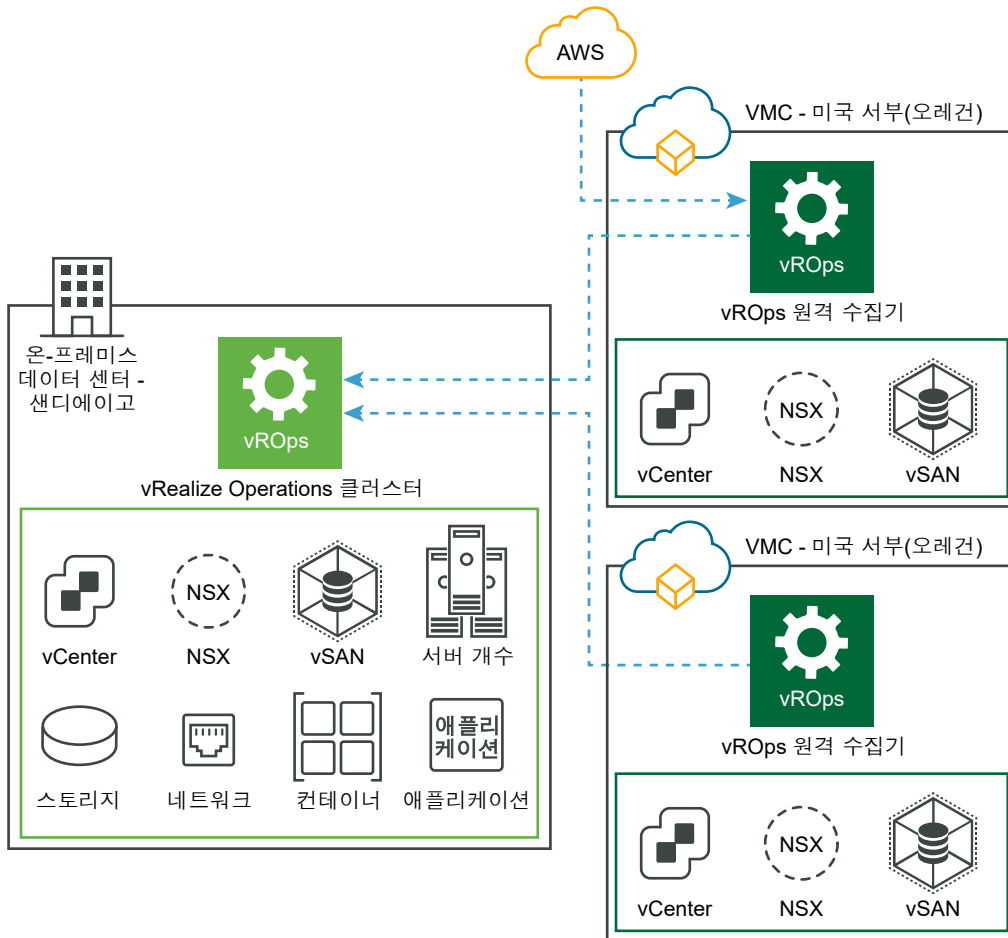 AWS
VMC - 미국 서부(오레건)
vROps
vROps 원격 수집기
vCenter
NSX
NSX
vSAN
온-프레미스
데이터 센터 -
샌디에이고
vROps
vRealize Operations 클러스터
vCenter
NSX
NSX
vSAN
서버 개수
스토리지
네트워크
컨테이너
애플리
케이션
애플리케이션
VMC - 미국 서부(오레건)
vROps
vROps 원격 수집기
vCenter
NSX
NSX
vSAN